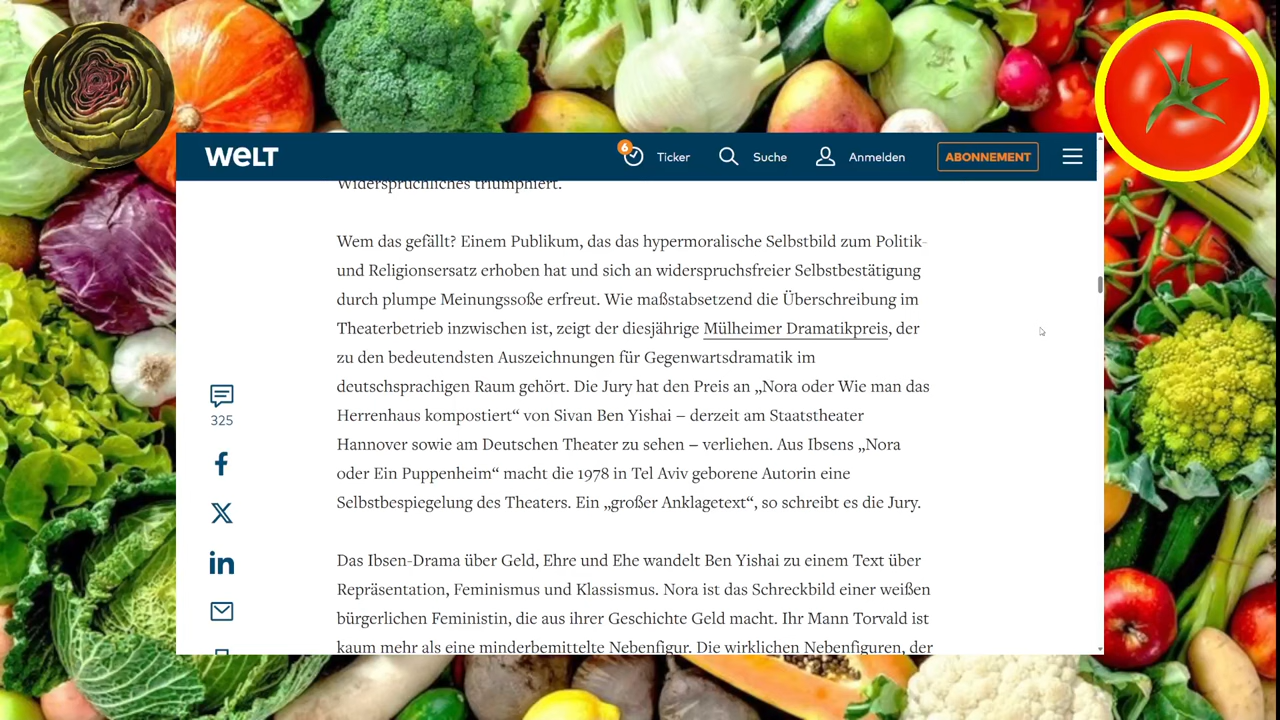 WELT
6
Ticker
Suche
Anmelden
ABONNEMENT
Widersprüchliches triumphiert.
Wem das gefällt? Einem Publikum, das das hypermoralische Selbstbild zum Politik-
und Religionsersatz erhoben hat und sich an widerspruchsfreier Selbstbestätigung
durch plumpe Meinungssoße erfreut. Wie maßstabsetzend die Überschreibung im
Theaterbetrieb inzwischen ist, zeigt der diesjährige Mülheimer Dramatikpreis, der
zu den bedeutendsten Auszeichnungen für Gegenwartsdramatik im
deutschsprachigen Raum gehört. Die Jury hat den Preis an „Nora oder Wie man das
Herrenhaus kompostiert“ von Sivan Ben Yishai – derzeit am Staatstheater
Hannover sowie am Deutschen Theater zu sehen – verliehen. Aus Ibsens „Nora
oder Ein Puppenheim“ macht die 1978 in Tel Aviv geborene Autorin eine
Selbstbespiegelung des Theaters. Ein „großer Anklagetext“, so schreibt es die Jury.
Das Ibsen-Drama über Geld, Ehre und Ehe wandelt Ben Yishai zu einem Text über
Repräsentation, Feminismus und Klassismus. Nora ist das Schreckbild einer weißen
bürgerlichen Feministin, die aus ihrer Geschichte Geld macht. Ihr Mann Torvald ist
kaum mehr als eine minderbemittelte Nebenfigur. Die wirklichen Nebenfiguren, der
325